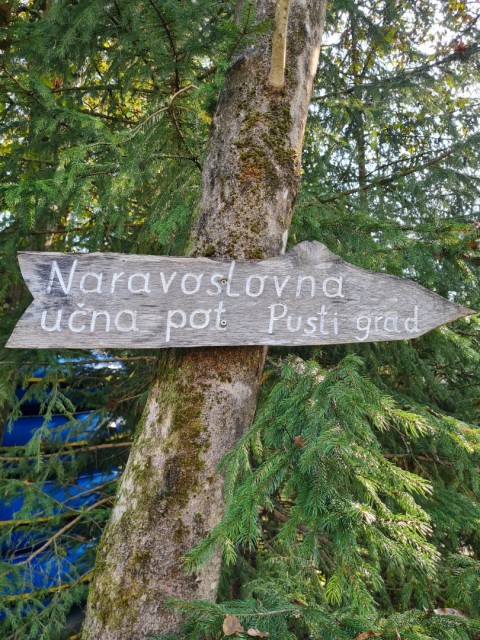 Naravoslovna
učna pot Pusti grad